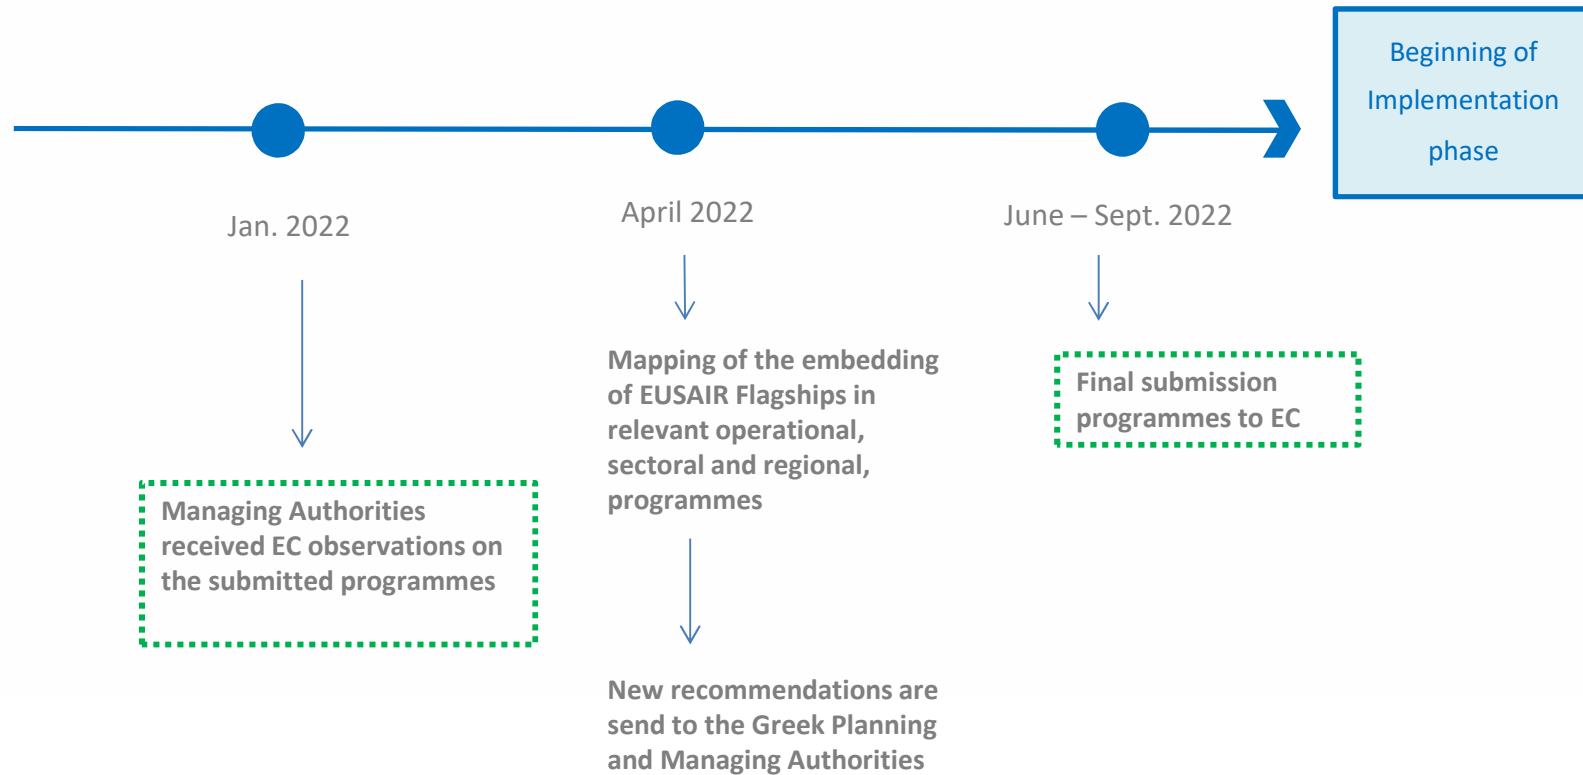 Beginning of
Implementation
phase
Jan. 2022
April 2022
June – Sept. 2022
Managing Authorities
received EC observations on
the submitted programmes
Mapping of the embedding
of EUSAIR Flagships in
relevant operational,
sectoral and regional,
programmes
New recommendations are
send to the Greek Planning
and Managing Authorities
Final submission
programmes to EC